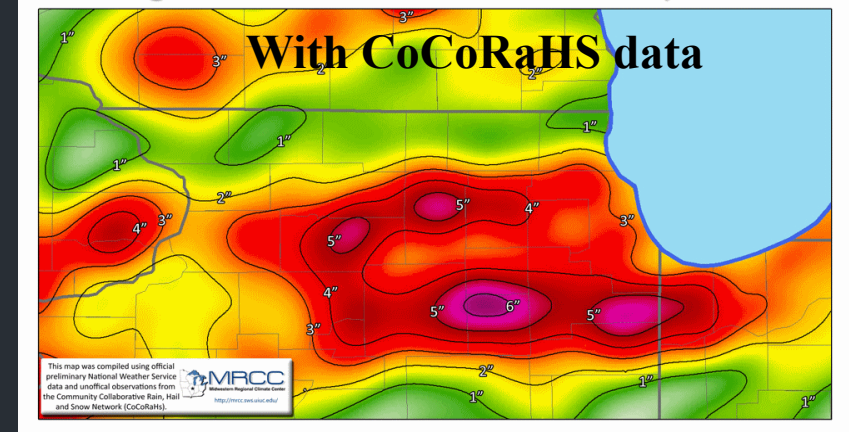 3”
1”
With CoCoRaHS data
3”
2”
2”
1”
1”
1”
2”
5”
4”
3”
3”
4”
5”
4”
6”
5”
5”
3”
2”
1”
1”
1”
This map was compiled using official
preliminary National Weather Service
data and unoffical observations from
the Community Collaborative Rain, Hail
and Snow Network (CoCoRaHs).
MRCC
Midwestern Regional Climate Center
http://mrcc.sws.uiuc.edu/